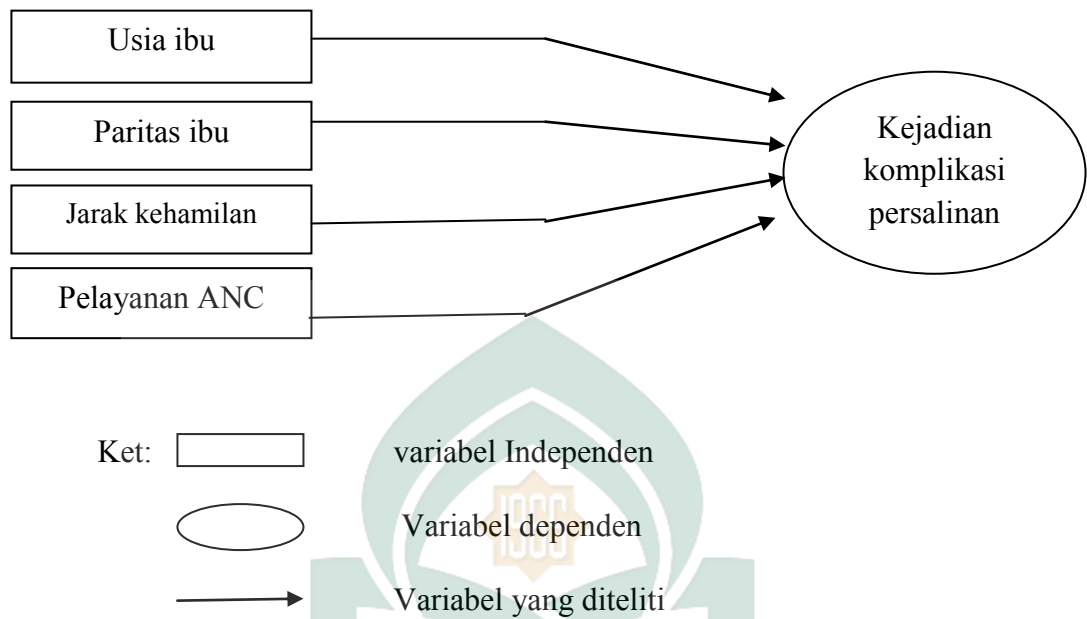 Usia ibu
Paritas ibu
Jarak kehamilan
Pelayanan ANC
Kejadian
komplikasi
persalinan
Ket:
variabel Independen
Variabel dependen
Variabel yang diteliti
1965